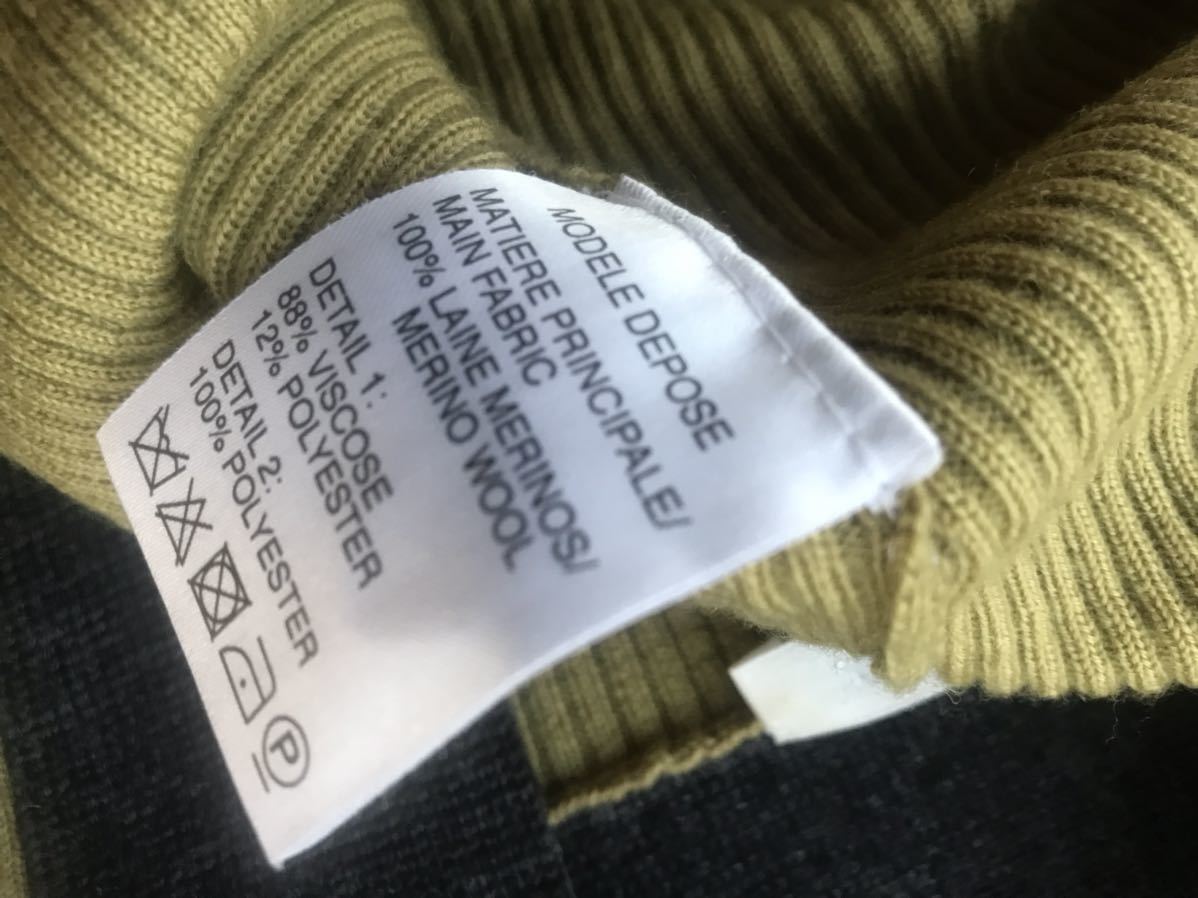 MODELE DEPOSE
MATIERE PRINCIPALE/
MAIN FABRIC
100% LAINE MERINOS/
MERINO WOOL
DETAIL 1:
88% VISCOSE
12% POLYESTER
DETAIL 2:
100% POLYESTER
P